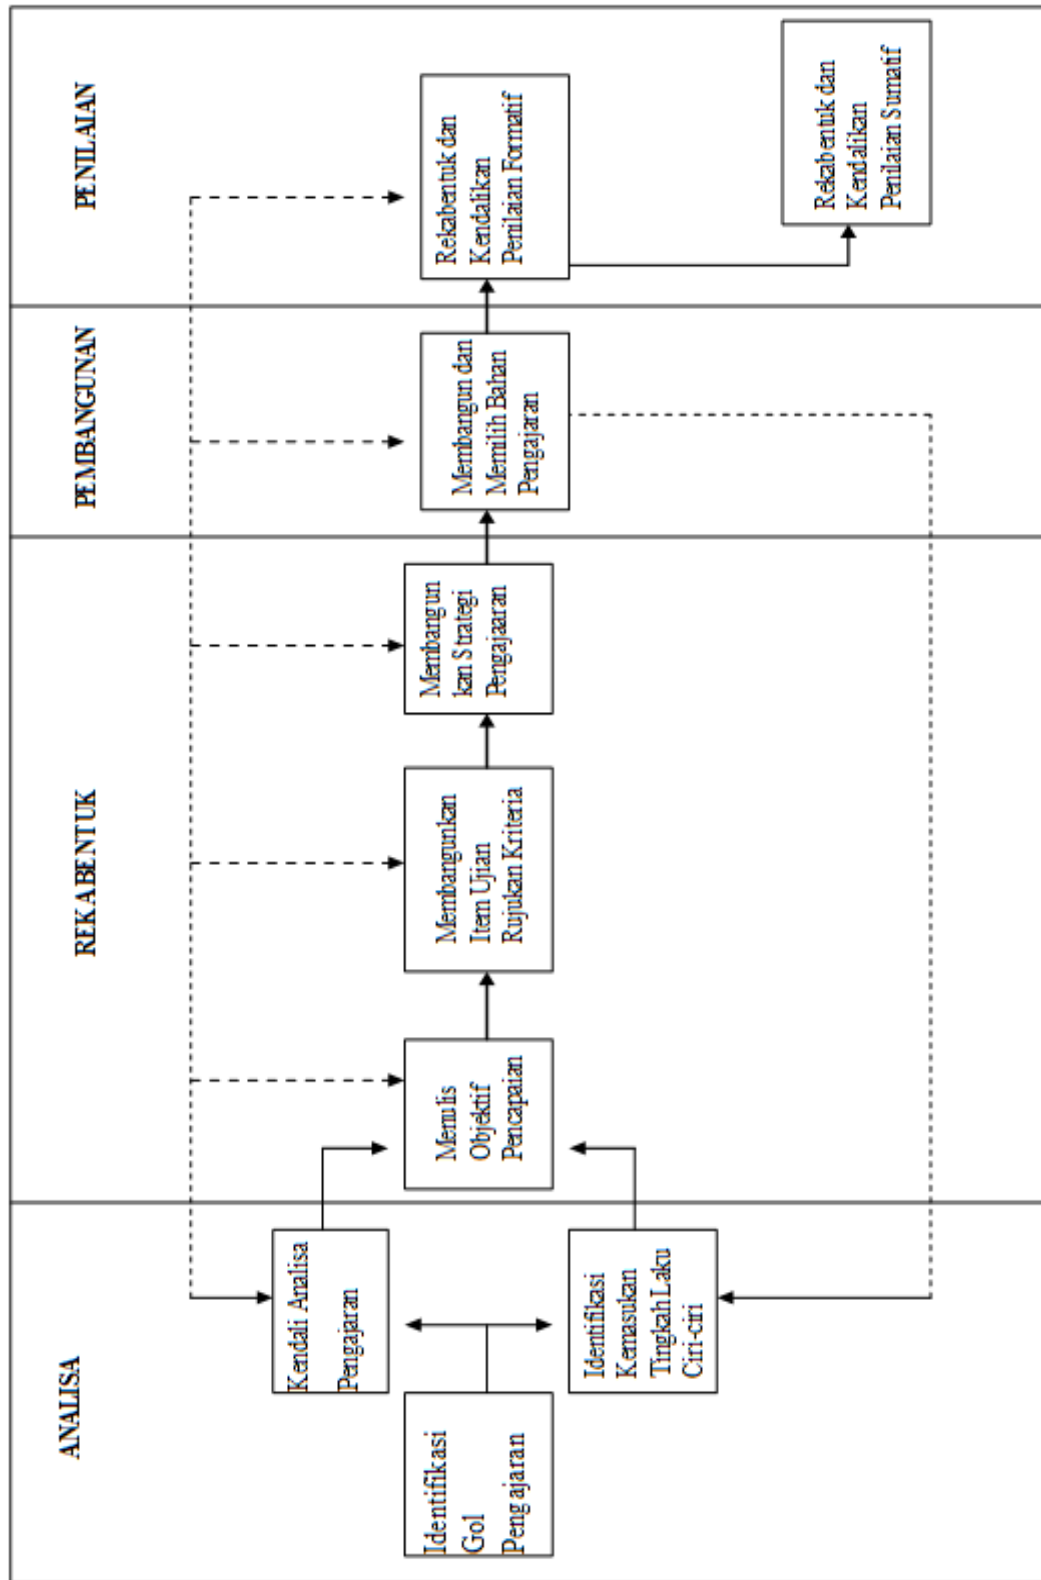 ANALISA
REKABENTUK
PEMBANGUNAN
PENILAIAN
Identifikasi
Gol
Pengajaran
Kendali Analisa
Pengajaran
Identifikasi
Kemasukan
Tingkah Laku
Ciri-ciri
Menulis
Objektif
Pencapaian
Membangunkan
Item Ujian
Rujukan Kriteria
Membangun
kan Strategi
Pengajaaran
Membangun dan
Memilih Bahan
Pengajaran
Rekabentuk dan
Kendalikan
Penilaian Formatif
Rekabentuk dan
Kendalikan
Penilaian Sumatif